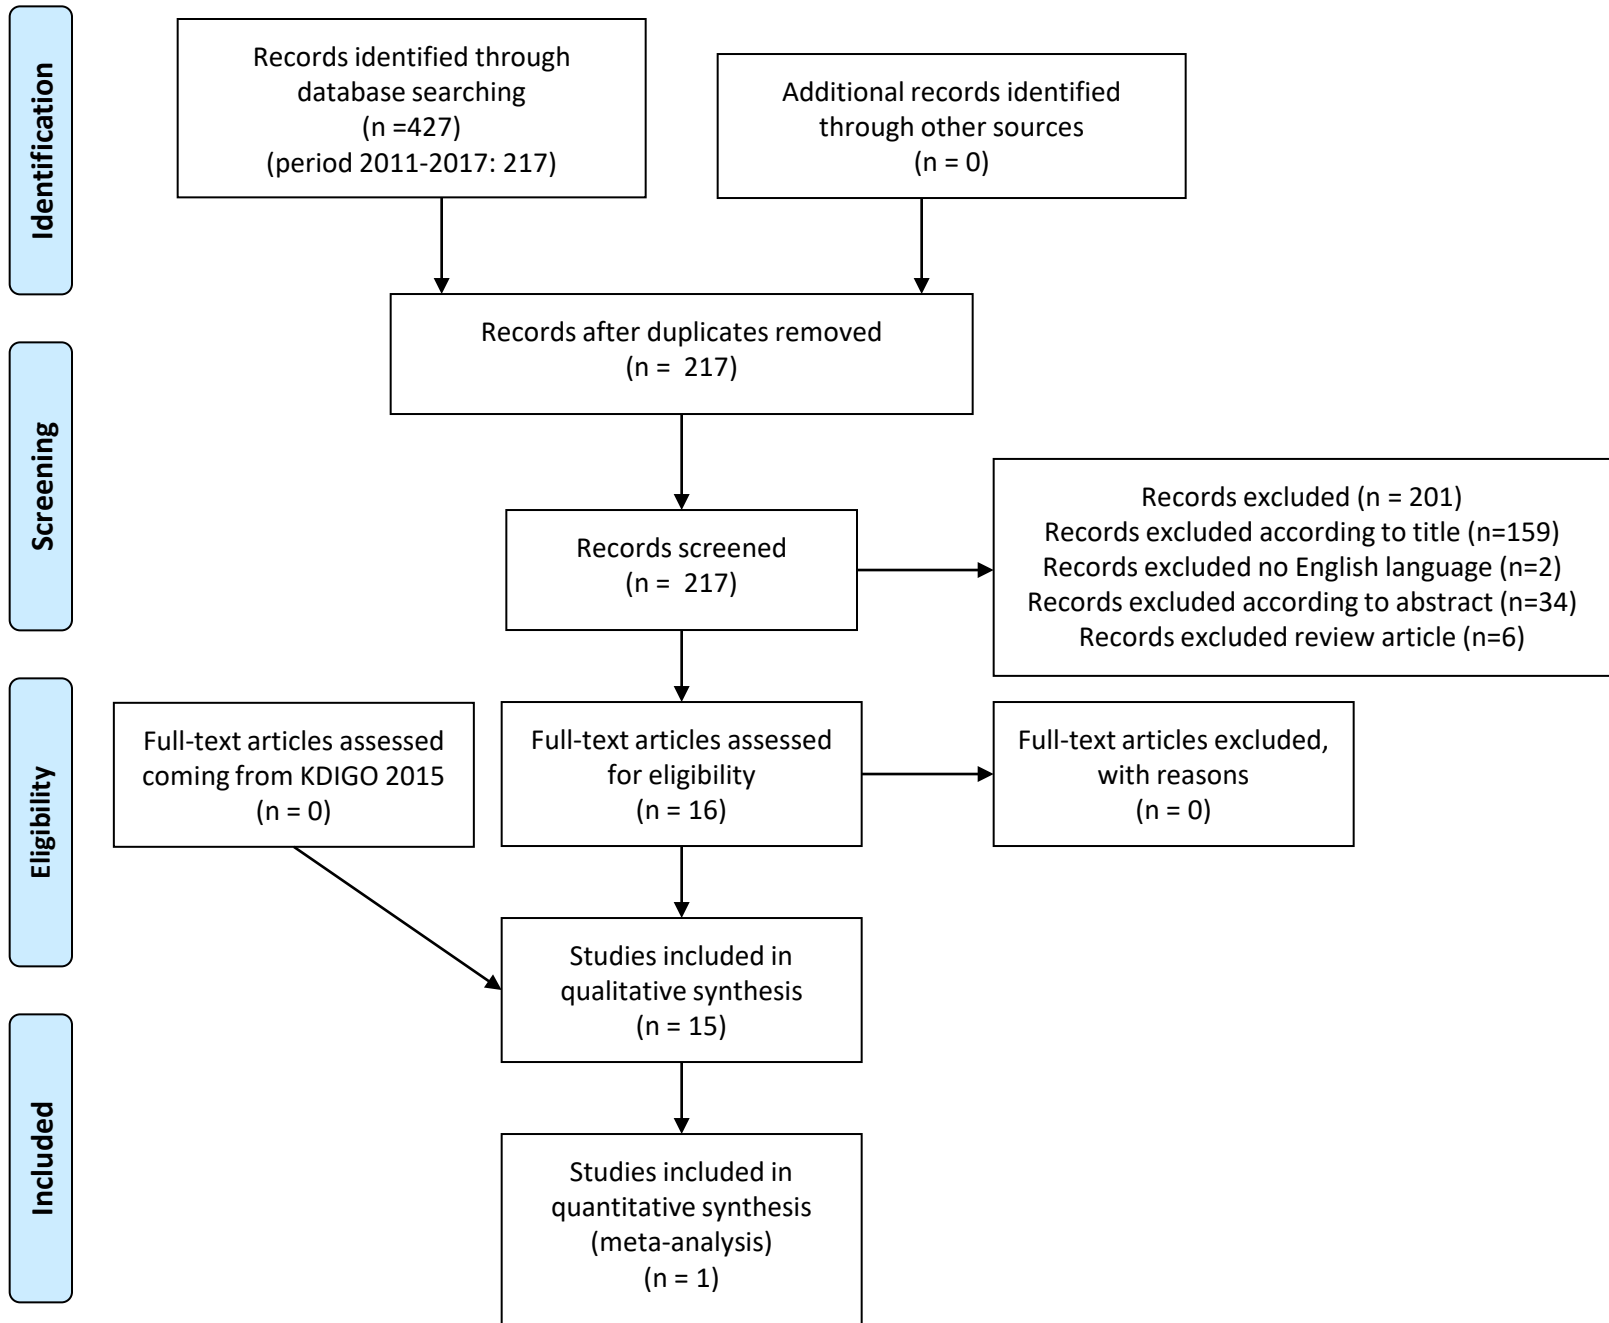 Identification
Records identified through
database searching
(n =427)
(period 2011-2017: 217)
Additional records identified
through other sources
(n = 0)
Records after duplicates removed
(n =  217)
Screening
Records screened
(n =  217)
Records excluded (n = 201)
Records excluded according to title (n=159)
Records excluded no English language (n=2)
Records excluded according to abstract (n=34)
Records excluded review article (n=6)
Eligibility
Full-text articles assessed
coming from KDIGO 2015
(n = 0)
Full-text articles assessed
for eligibility
(n = 16)
Full-text articles excluded,
with reasons
(n = 0)
Studies included in
qualitative synthesis
(n = 15)
Included
Studies included in
quantitative synthesis
(meta-analysis)
(n = 1)